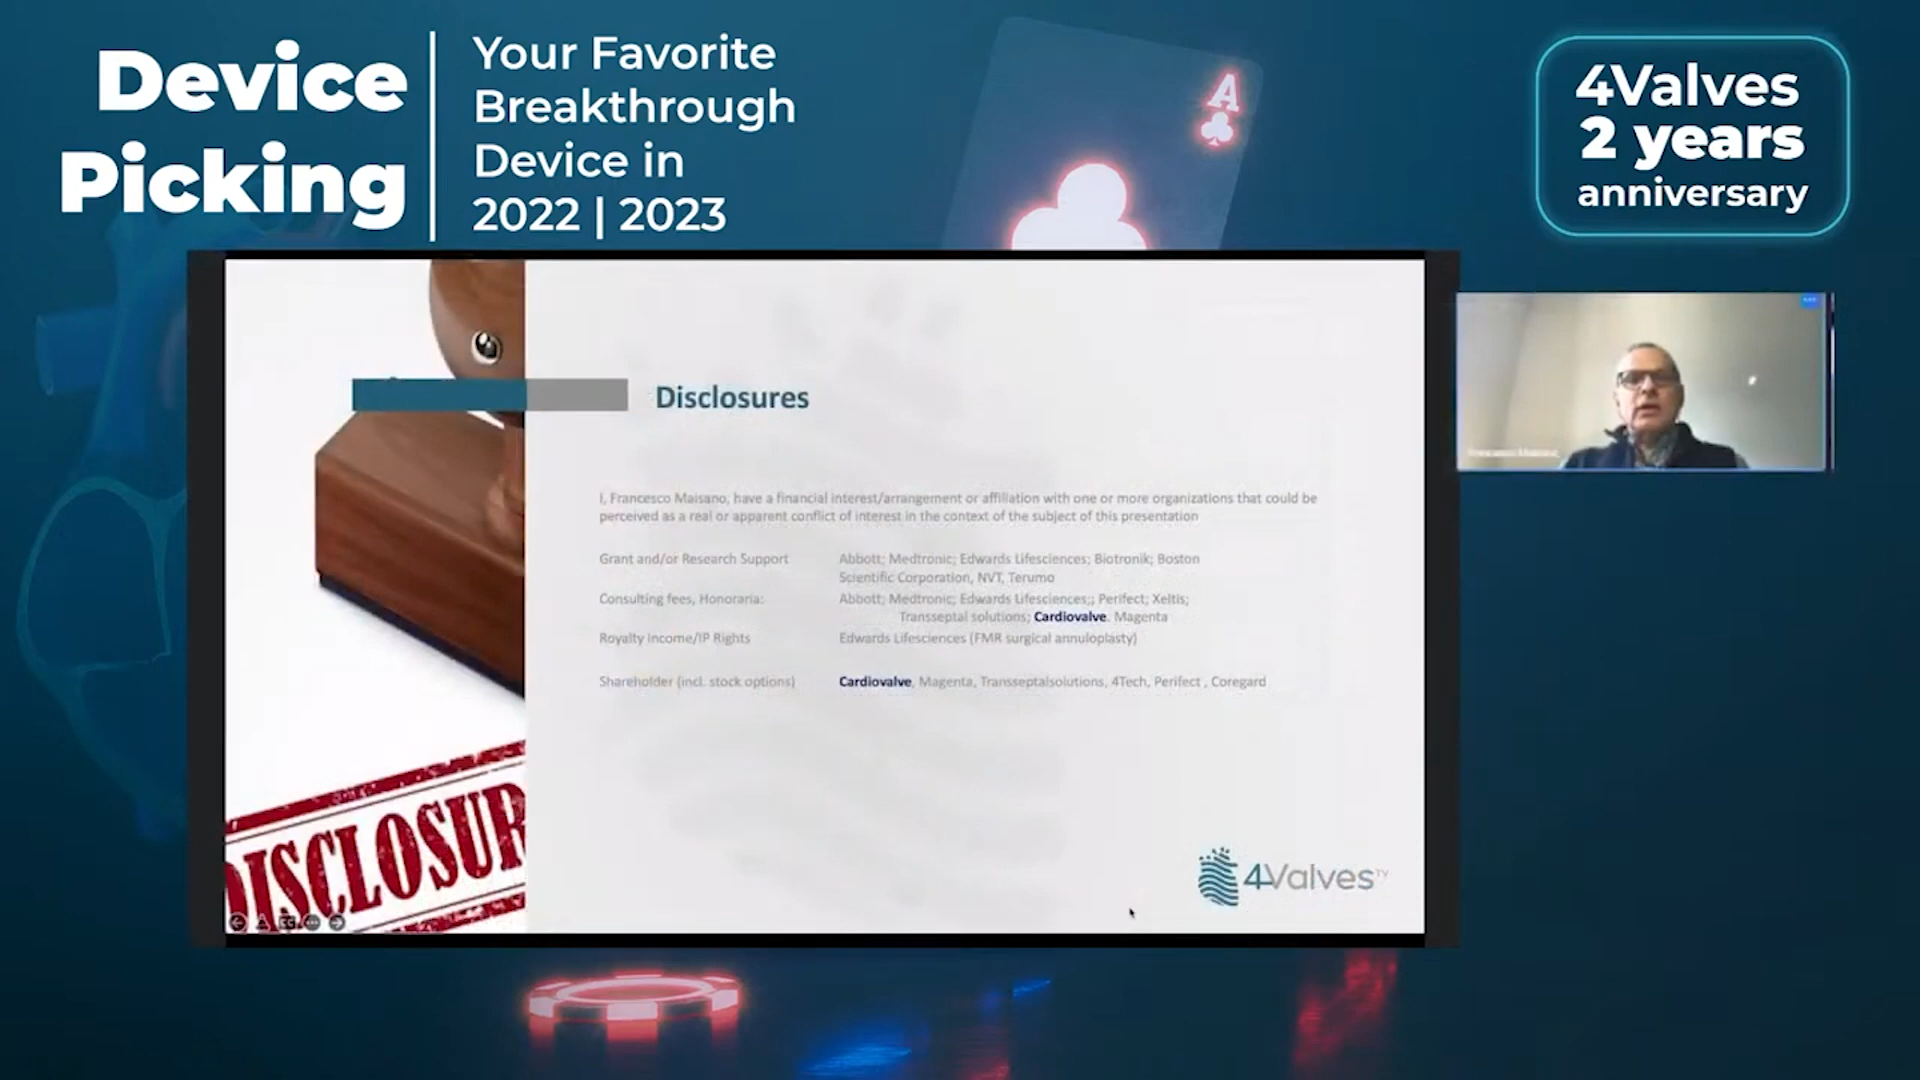 Device
Picking
Your Favorite
Breakthrough
Device in
2022 | 2023
A
4Valves
2 years
anniversary
Disclosures
I, Francesco Maisano, have a financial interest/arrangement or affiliation with one or more organizations that could be
perceived as a real or apparent conflict of interest in the context of the subject of this presentation
Grant and/or Research Support Abbott; Medtronic; Edwards Lifesciences; Biotronik; Boston
Scientific Corporation, NVT, Terumo
Consulting fees, Honoraria: Abbott; Medtronic; Edwards Lifesciences;; Perifect; Xeltis;
Transseptal solutions; Cardiovalve, Magenta
Royalty Income/IP Rights Edwards Lifesciences (FMR surgical annuloplasty)
Shareholder (incl. stock options) Cardiovalve, Magenta, Transseptalsolutions, 4Tech, Perifect , Coregard
DISCLOSUR
4Valves TV